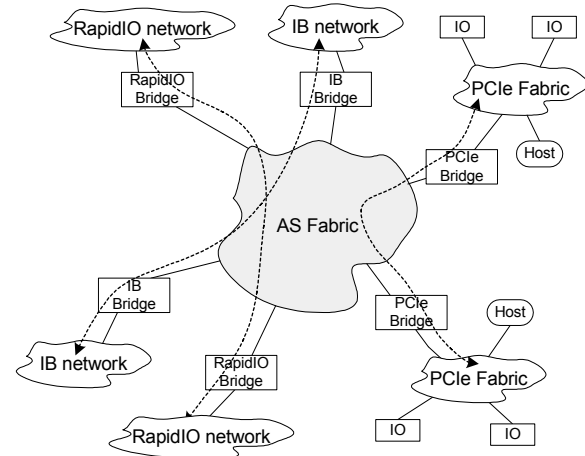 RapidIO network
IB network
IO
IO
RapidIO
Bridge
IB
Bridge
PCIe Fabric
PCIe
Bridge
Host
AS Fabric
IB
Bridge
PCIe
Bridge
Host
IB network
RapidIO
Bridge
PCIe Fabric
RapidIO network
IO
IO